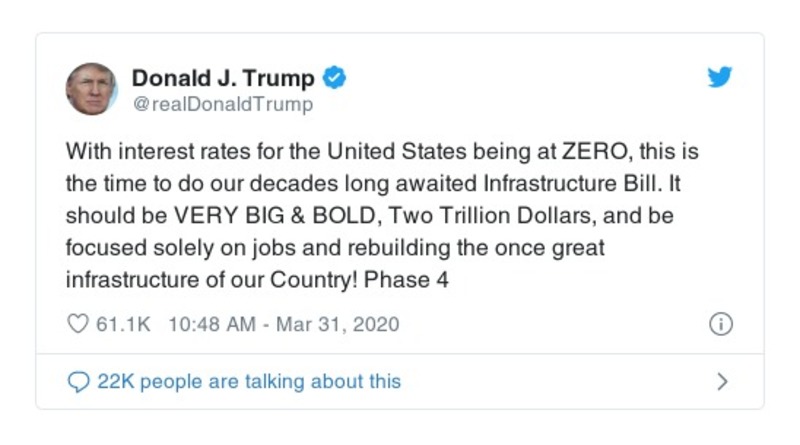 Donald J. Trump
@realDonaldTrump
With interest rates for the United States being at ZERO, this is
the time to do our decades long awaited Infrastructure Bill. It
should be VERY BIG & BOLD, Two Trillion Dollars, and be
focused solely on jobs and rebuilding the once great
infrastructure of our Country! Phase 4
61.1K 10:48 AM - Mar 31, 2020
22K people are talking about this